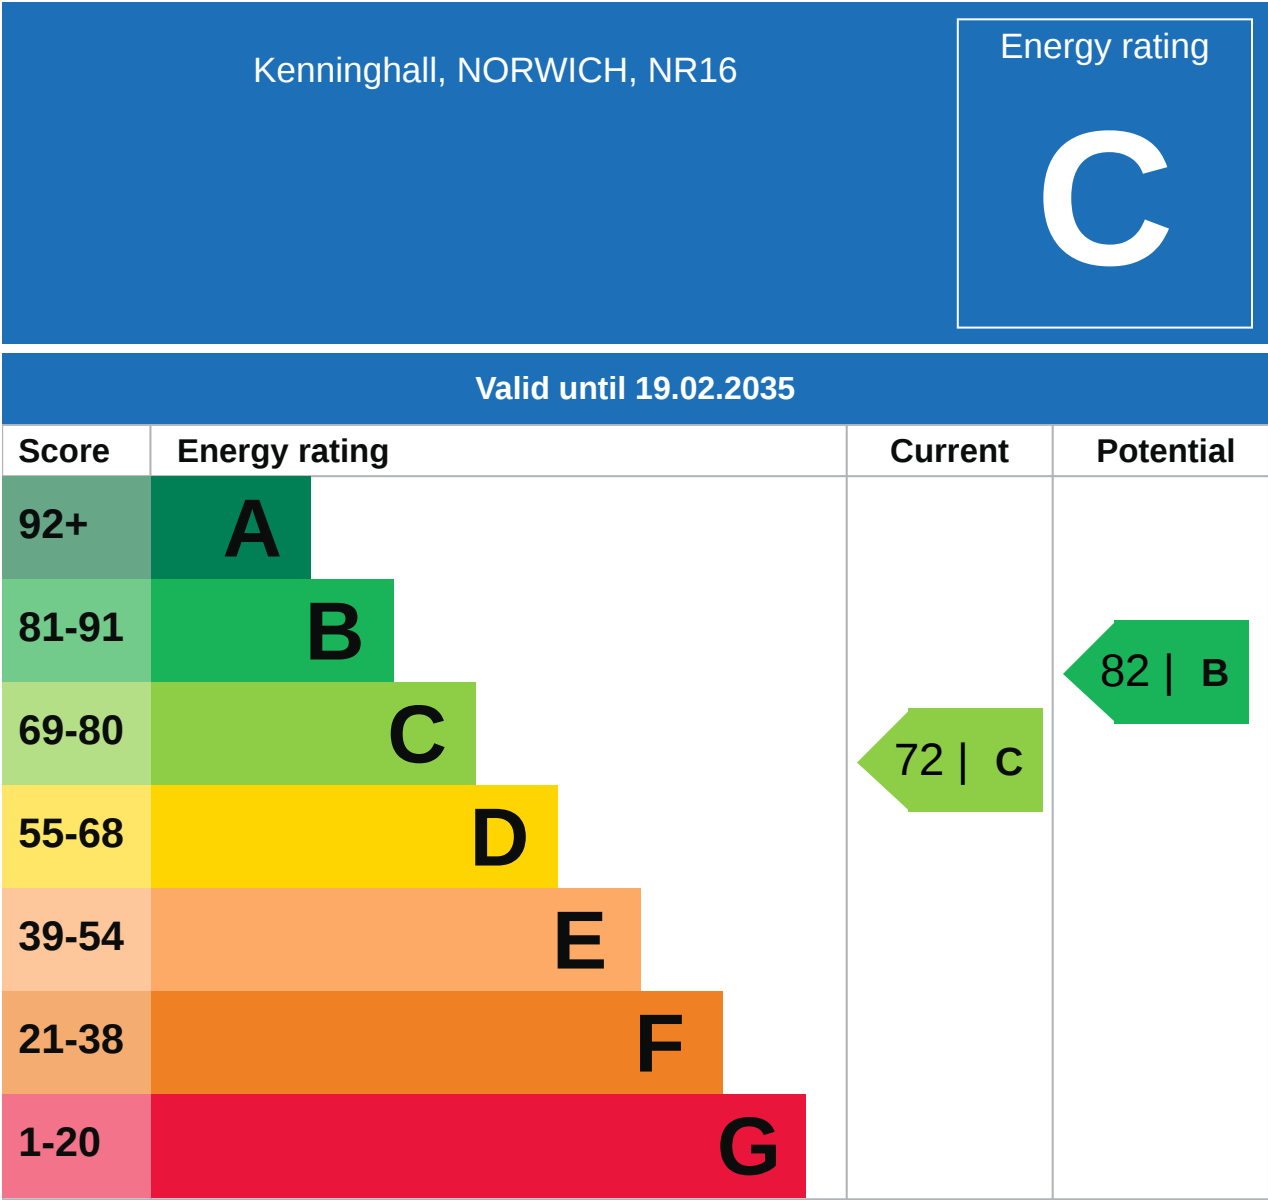 Kenninghall, NORWICH, NR16
Energy rating
C
Valid until 19.02.2035
Score Energy rating Current Potential
92+ A
81-91 B
82 | B
69-80 C
72 | C
55-68 D
39-54 E
21-38 F
1-20 G